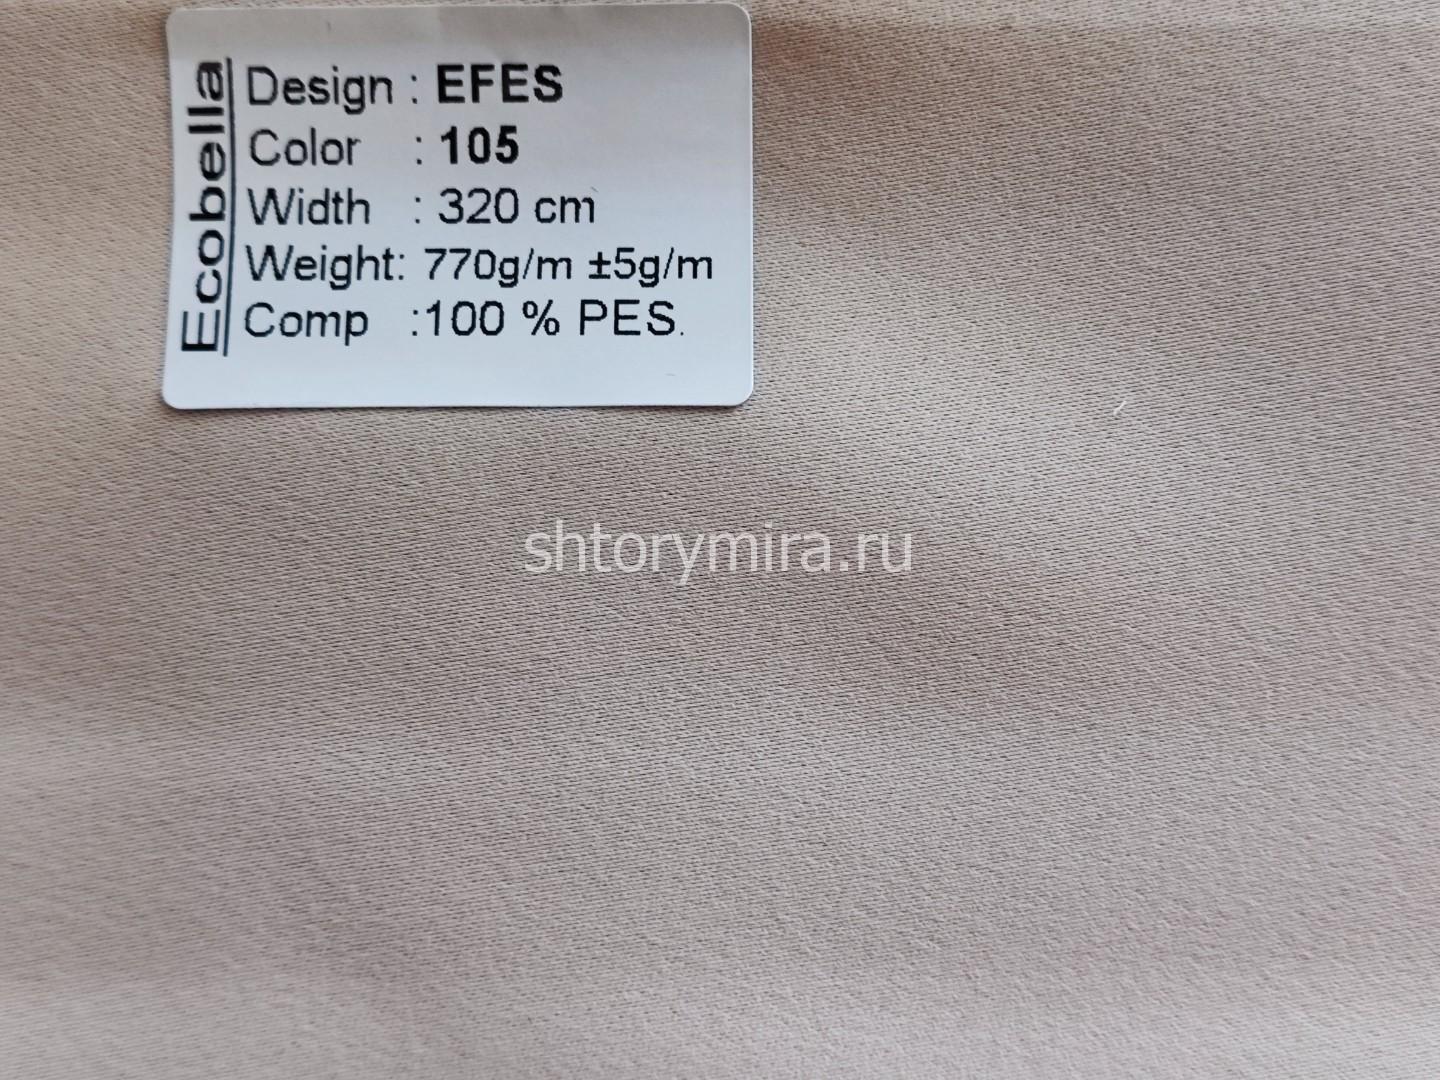 Ecobella
Design : EFES
Color : 105
Width : 320 cm
Weight: 770g/m ±5g/m
Comp :100 % PES.
shtorymira.ru